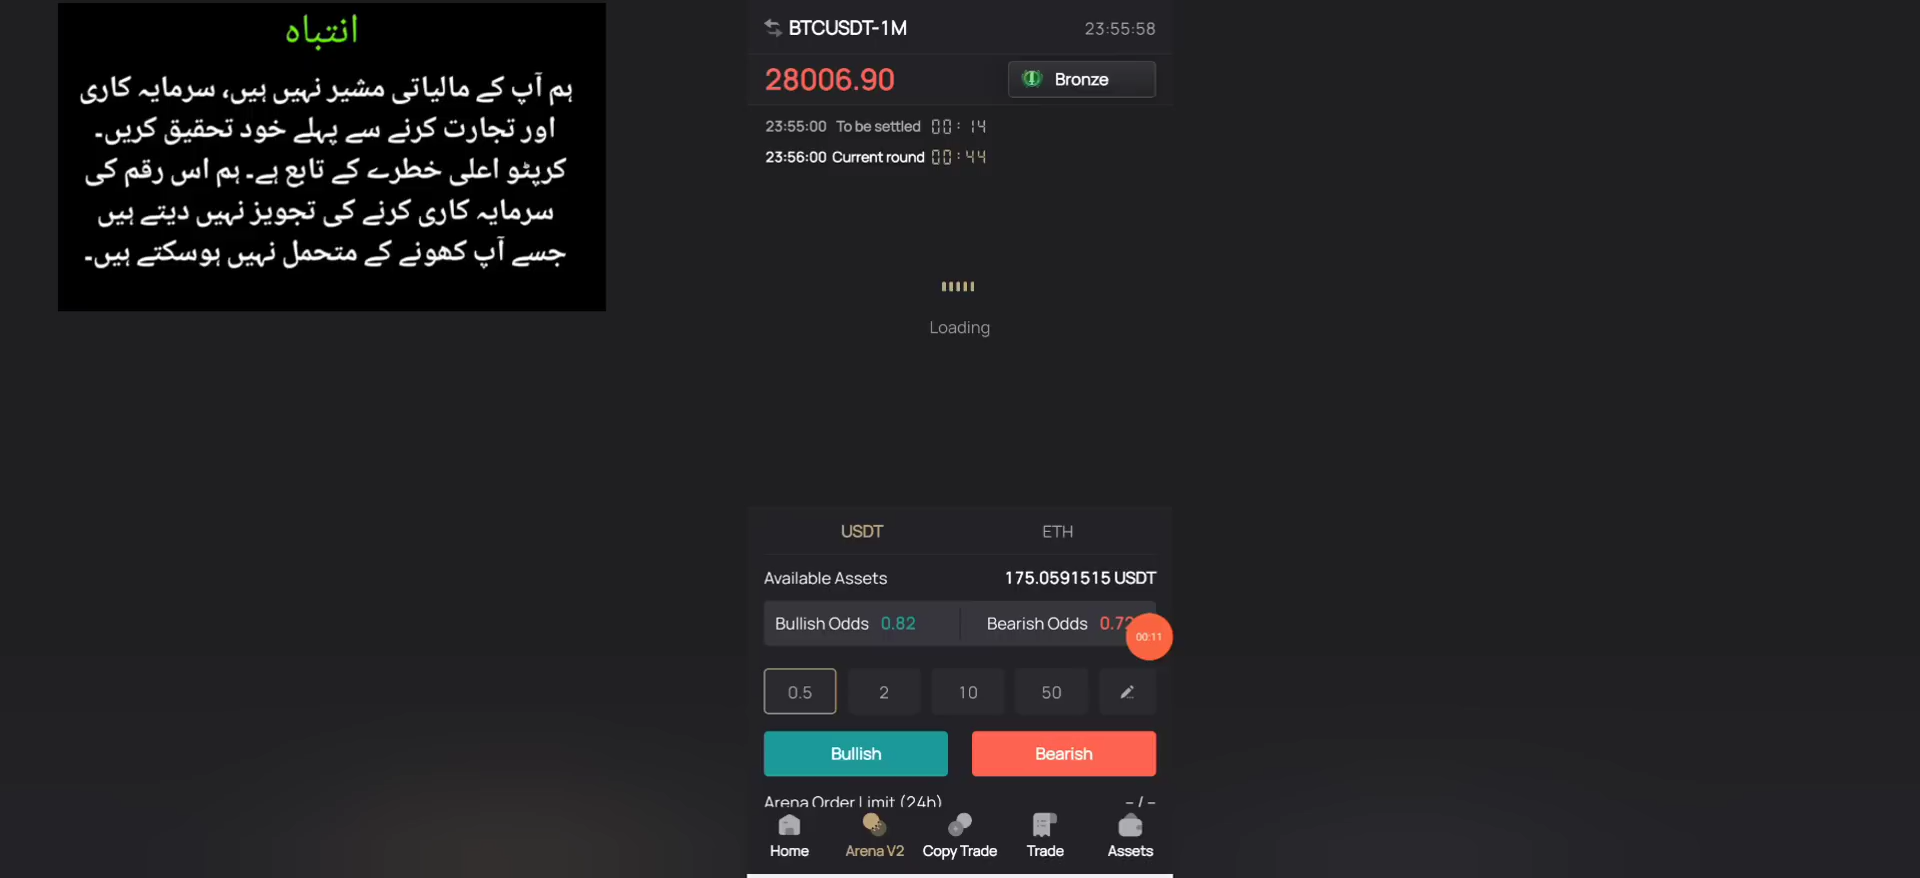 انتباہ
ہم آپ کے مالیاتی مشیر نہیں ہیں، سرمایہ کاری
اور تجارت کرنے سے پہلے خود تحقیق کریں۔
کرپٹو اعلی خطرے کے تابع ہے۔ ہم اس رقم کی
سرمایہ کاری کرنے کی تجویز نہیں دیتے ہیں
جسے آپ کھونے کے متحمل نہیں ہوسکتے ہیں۔
BTCUSDT-1M 23:55:58
28006.90 Bronze
23:55:00 To be settled 00:14
23:56:00 Current round 00:44
Loading
USDT ETH
Available Assets 175.0591515 USDT
Bullish Odds 0.82 Bearish Odds 0.72
00:11
0.5 2 10 50
Bullish Bearish
Arena Order Limit (24h) – / –
Home Arena V2 Copy Trade Trade Assets